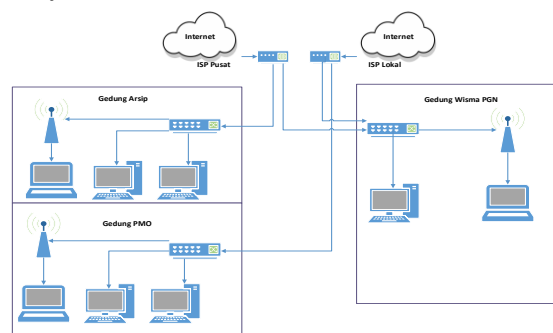 Internet
Internet
ISP Pusat
ISP Lokal
Gedung Arsip
Gedung Wisma PGN
Gedung PMO